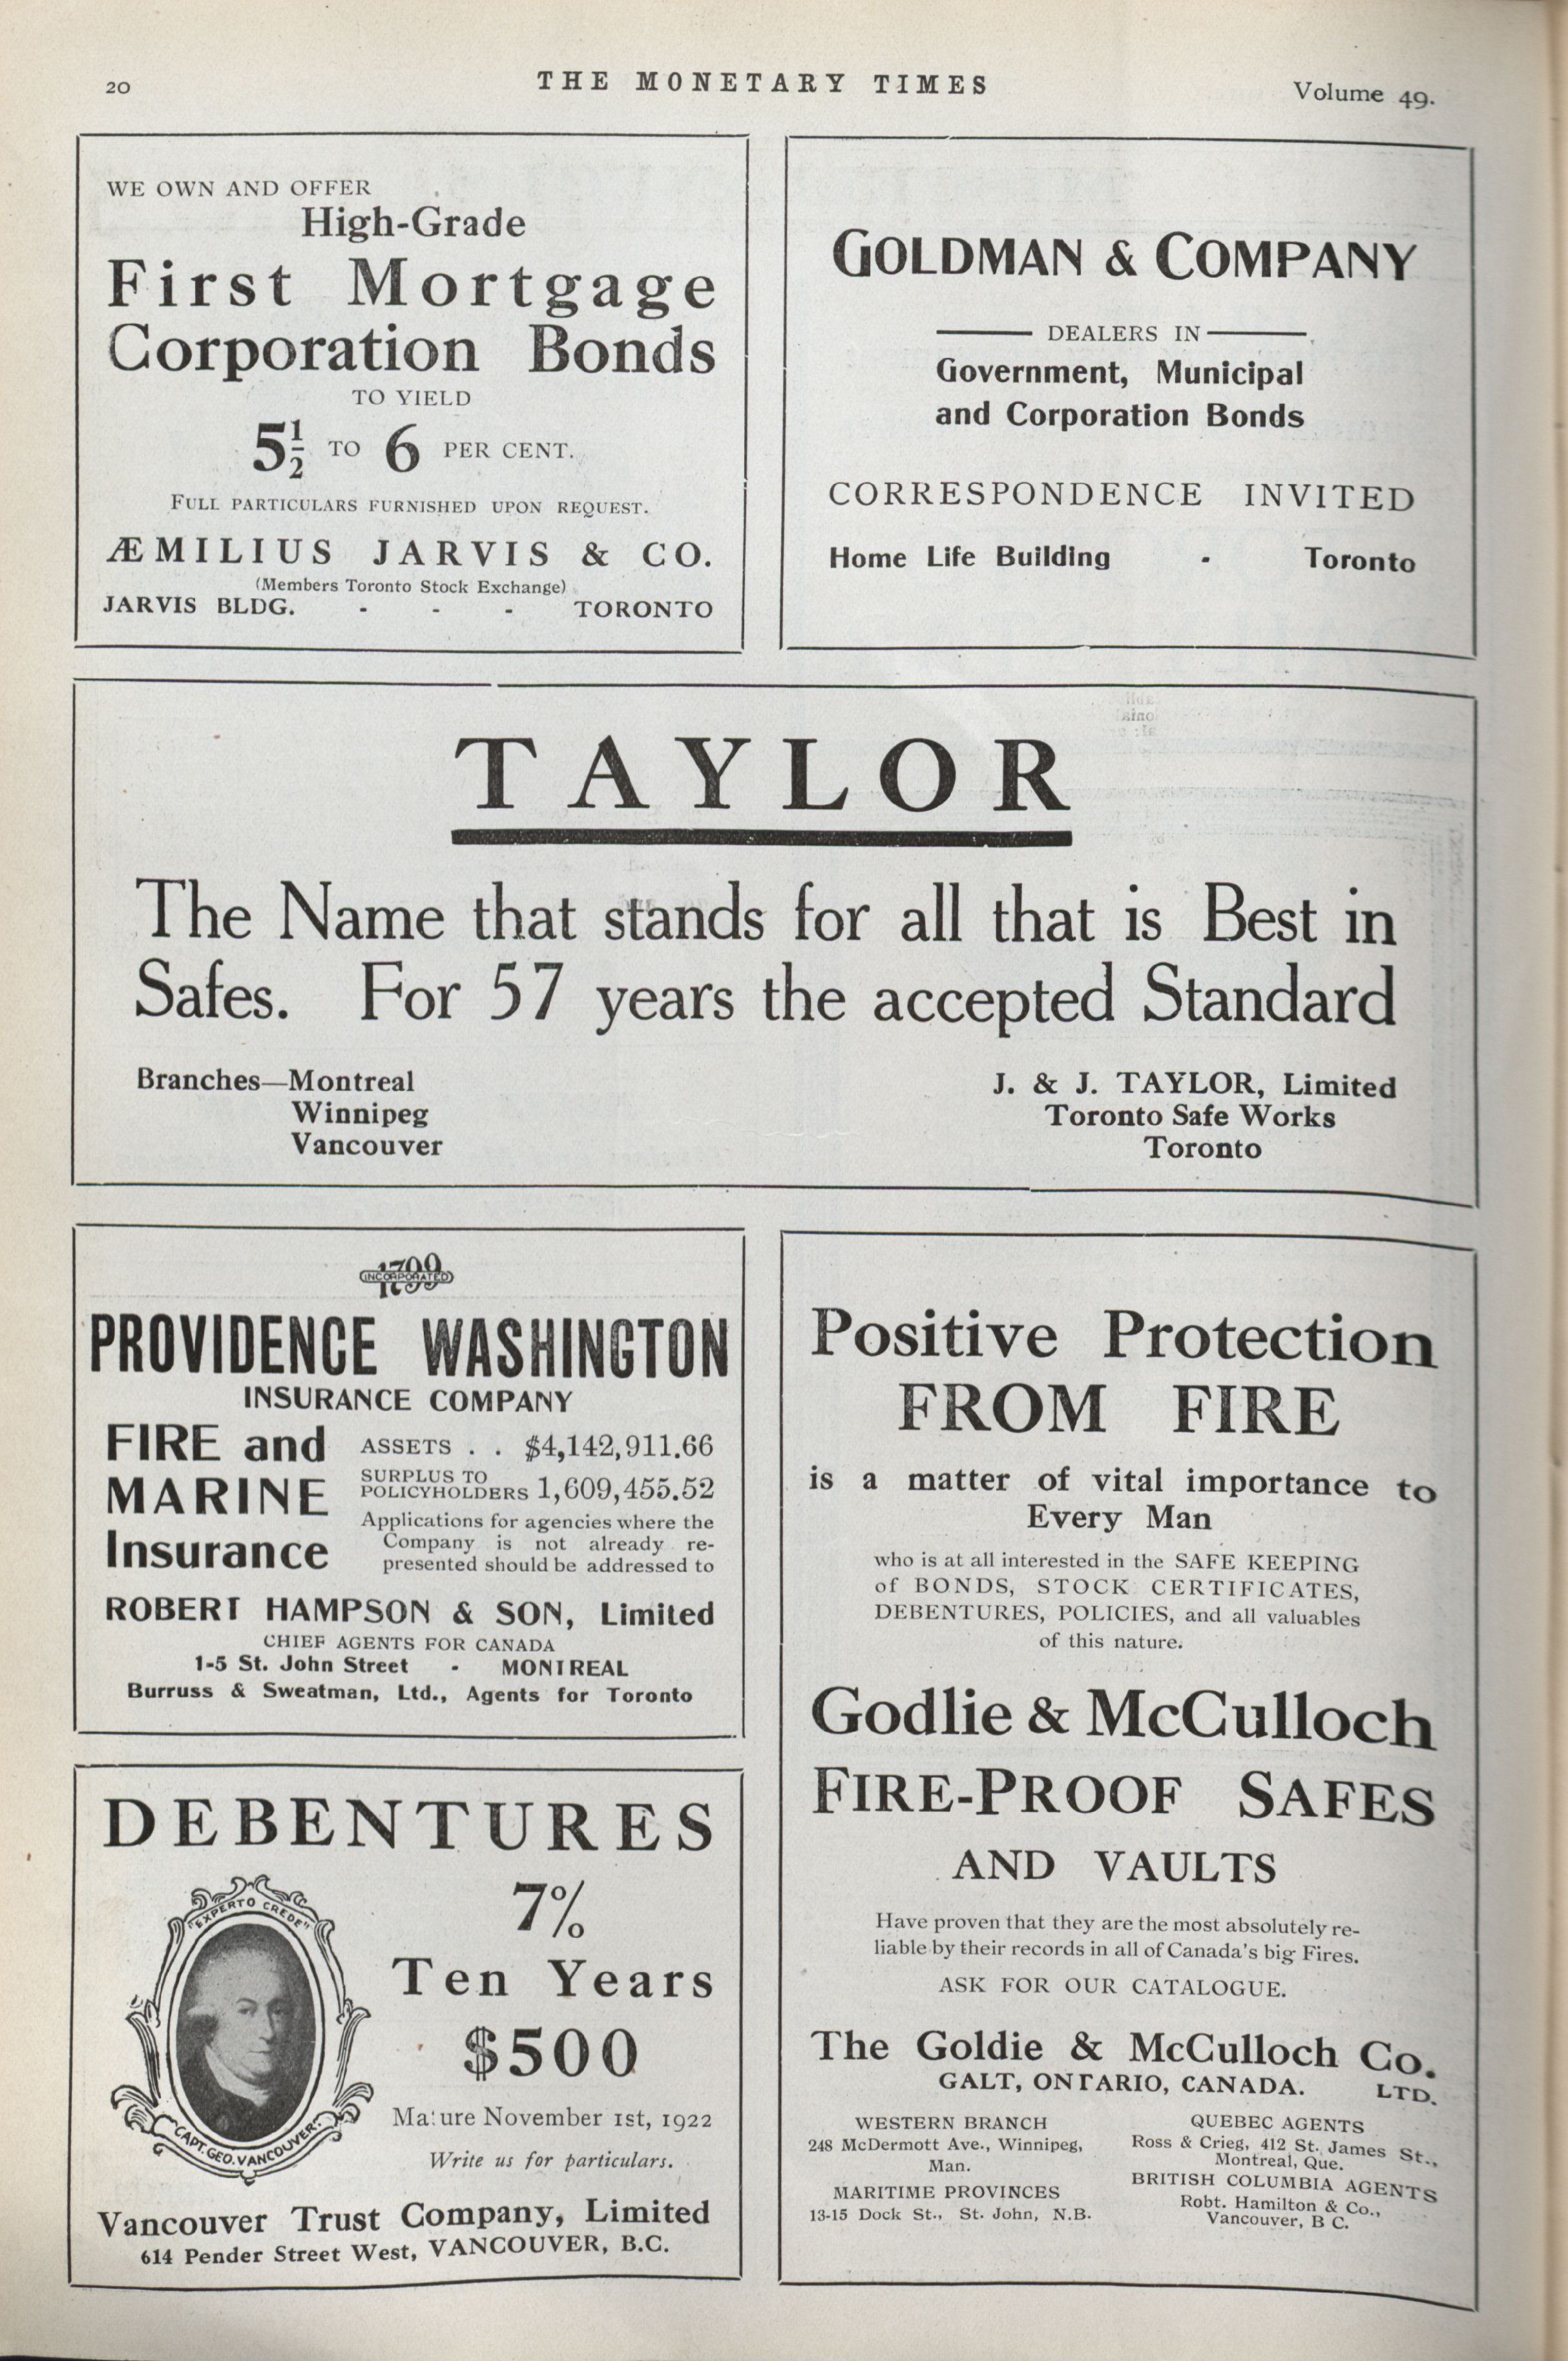 20
THE MONETARY TIMES
Volume 49.
WE OWN AND OFFER
High-Grade
First Mortgage
Corporation Bonds
TO YIELD
5½ TO 6 PER CENT.
FULL PARTICULARS FURNISHED UPON REQUEST.
ÆMILIUS JARVIS & CO.
(Members Toronto Stock Exchange)
JARVIS BLDG. - - - TORONTO
GOLDMAN & COMPANY
DEALERS IN
Government, Municipal
and Corporation Bonds
CORRESPONDENCE INVITED
Home Life Building - Toronto
TAYLOR
The Name that stands for all that is Best in
Safes. For 57 years the accepted Standard
Branches—Montreal
Winnipeg
Vancouver
J. & J. TAYLOR, Limited
Toronto Safe Works
Toronto
1799
INCORPORATED
PROVIDENCE WASHINGTON
INSURANCE COMPANY
FIRE and
MARINE
Insurance
ASSETS . . $4,142,911.66
SURPLUS TO
POLICYHOLDERS 1,609,455.52
Applications for agencies where the
Company is not already re-
presented should be addressed to
ROBERT HAMPSON & SON, Limited
CHIEF AGENTS FOR CANADA
1-5 St. John Street - MONTREAL
Burruss & Sweatman, Ltd., Agents for Toronto
DEBENTURES
"EXPERTO CREDE"
CAPT. GEO. VANCOUVER.
7%
Ten Years
$500
Mature November 1st, 1922
Write us for particulars.
Vancouver Trust Company, Limited
614 Pender Street West, VANCOUVER, B.C.
Positive Protection
FROM FIRE
is a matter of vital importance to
Every Man
who is at all interested in the SAFE KEEPING
of BONDS, STOCK CERTIFICATES,
DEBENTURES, POLICIES, and all valuables
of this nature.
Godlie & McCulloch
FIRE-PROOF SAFES
AND VAULTS
Have proven that they are the most absolutely re-
liable by their records in all of Canada's big Fires.
ASK FOR OUR CATALOGUE.
The Goldie & McCulloch Co.
LTD.
GALT, ONTARIO, CANADA.
WESTERN BRANCH
248 McDermott Ave., Winnipeg,
Man.
MARITIME PROVINCES
13-15 Dock St., St. John, N.B.
QUEBEC AGENTS
Ross & Crieg, 412 St. James St.,
Montreal, Que.
BRITISH COLUMBIA AGENTS
Robt. Hamilton & Co.,
Vancouver, B C.